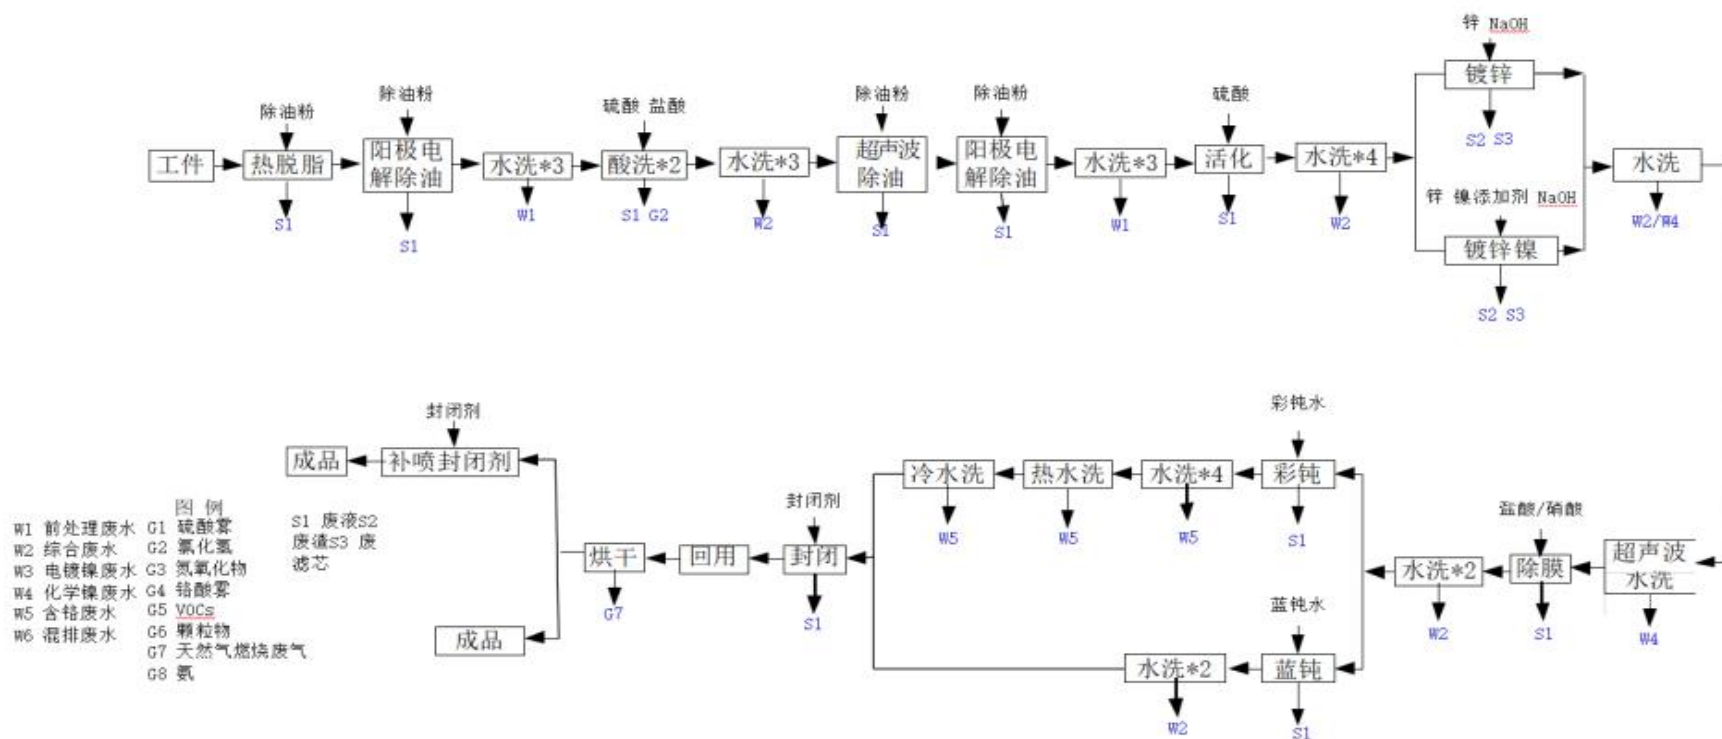 锌 NaOH
镀锌
除油粉
除油粉
硫酸 盐酸
除油粉
除油粉
硫酸
S2 S3
工件
热脱脂
阳极电
解除油
水洗*3
酸洗*2
水洗*3
超声波
除油
阳极电
解除油
水洗*3
活化
水洗*4
水洗
锌 镍添加剂 NaOH
S1
S1
W1
S1 G2
W2
S1
S1
W1
S1
W2
W2/W4
镀锌镍
S2 S3
彩钝水
封闭剂
成品
补喷封闭剂
冷水洗
热水洗
水洗*4
彩钝
封闭剂
盐酸/硝酸
W5
W5
W5
S1
烘干
回用
封闭
水洗*2
除膜
超声波
水洗
G7
S1
蓝钝水
W2
S1
W4
成品
水洗*2
蓝钝
W2
S1
图 例
W1 前处理废水 G1 硫酸雾
W2 综合废水 G2 氯化氢
W3 电镀镍废水 G3 氮氧化物
W4 化学镍废水 G4 铬酸雾
W5 含铬废水 G5 VOCs
W6 混排废水 G6 颗粒物
G7 天然气燃烧废气
G8 氨
S1 废液S2
废渣S3 废
滤芯